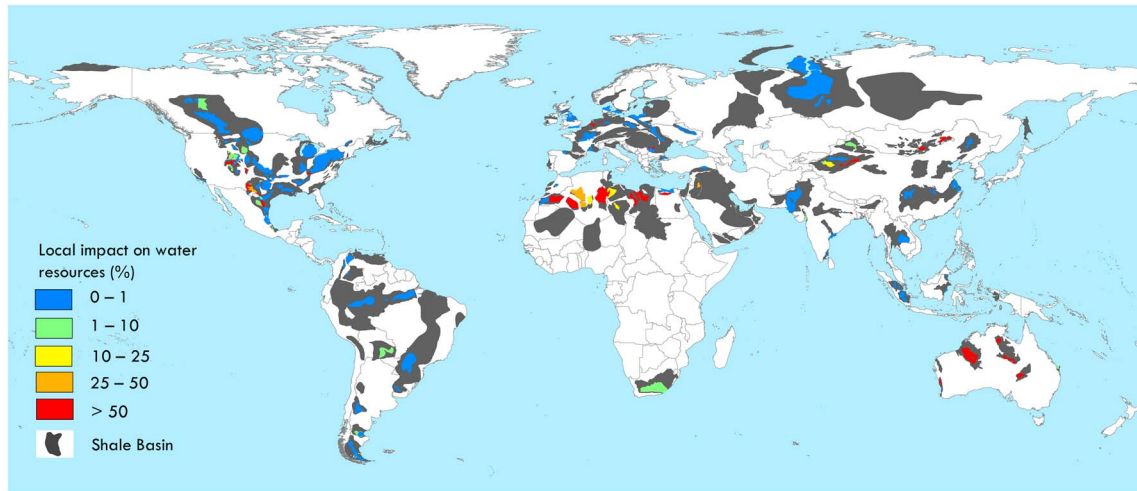 Local impact on water
resources (%)
0 – 1
1 – 10
10 – 25
25 – 50
> 50
Shale Basin